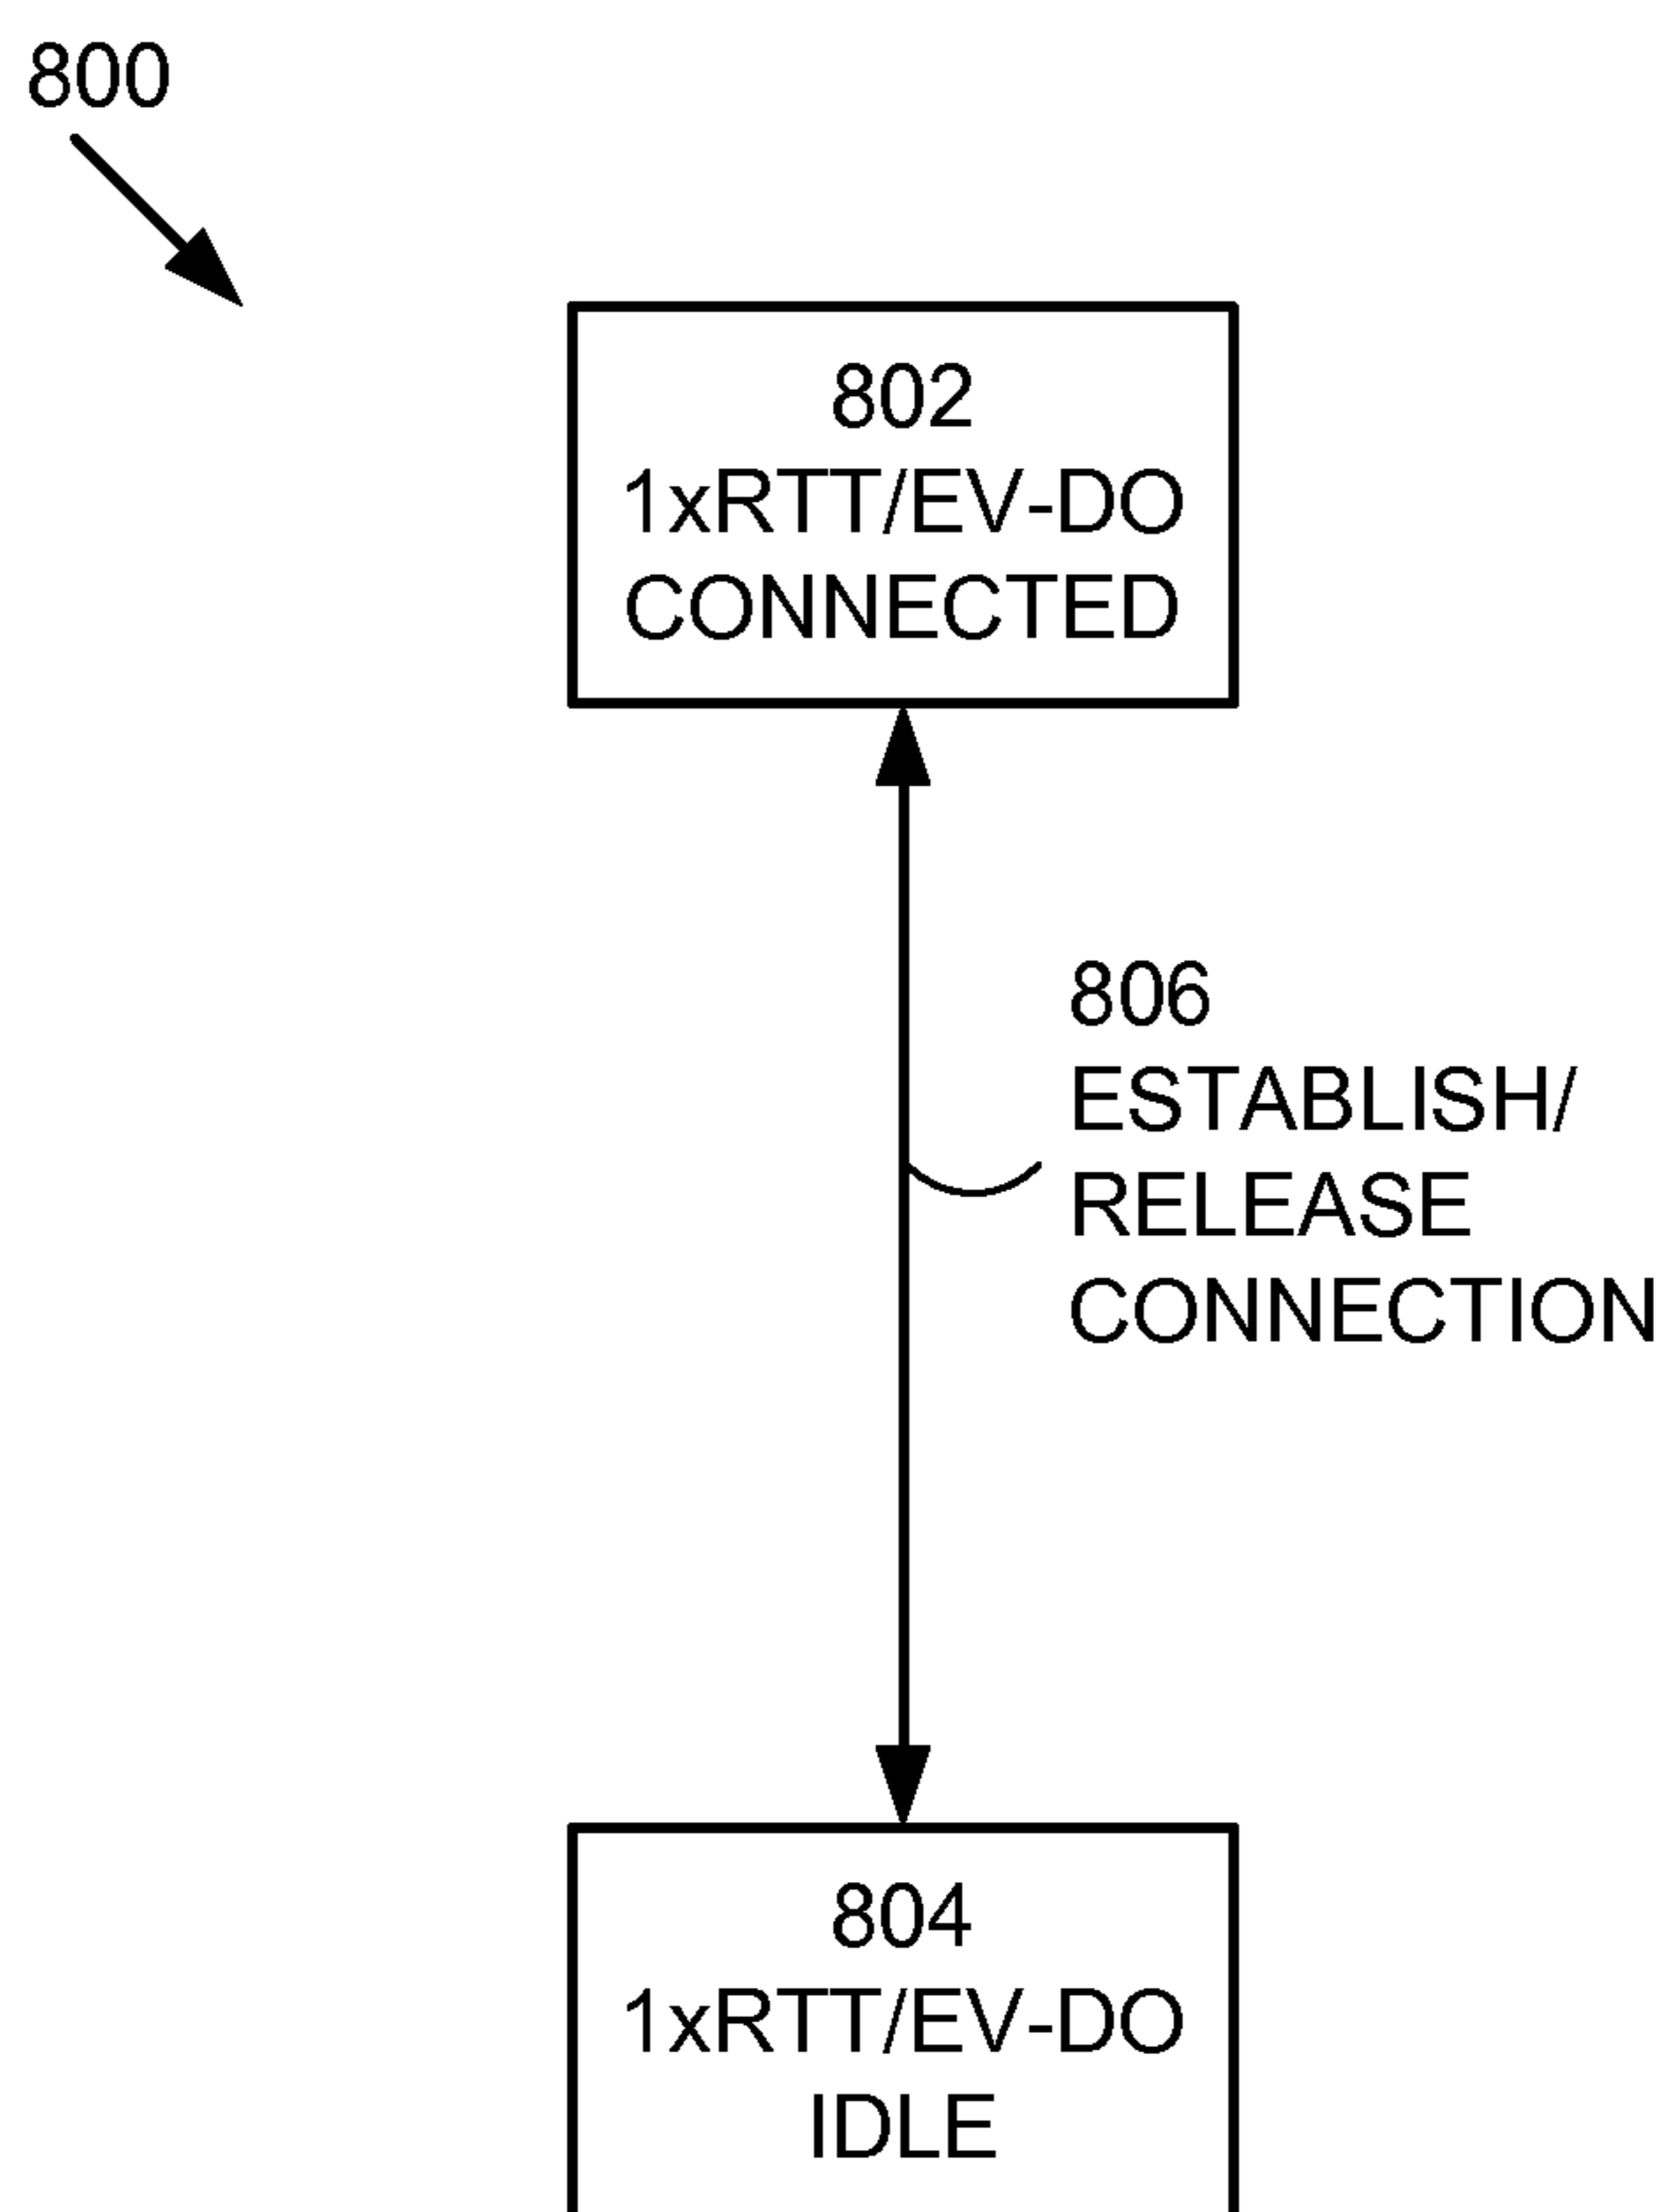 800
802
1xRTT/EV-DO
CONNECTED
806
ESTABLISH/
RELEASE
CONNECTION
804
1xRTT/EV-DO
IDLE